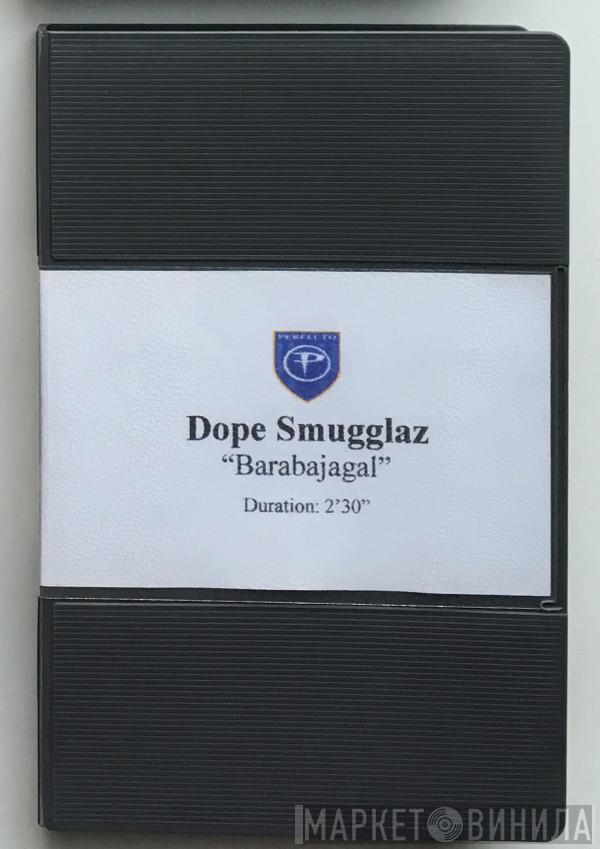 PERFECTO
Dope Smugglaz
“Barabajagal”
Duration: 2’30”
МАРКЕТ ВИНИЛА